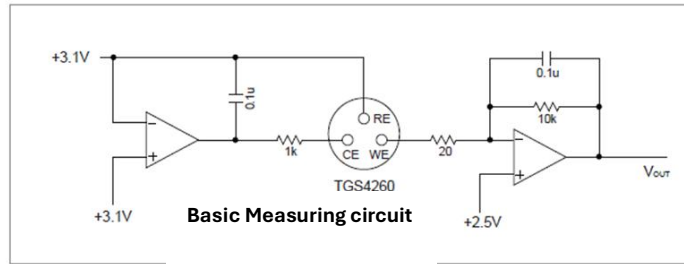 +3.1V
0.1u
0.1u
10k
RE
CE WE
1k
20
−
+
−
+
TGS4260
VOUT
+3.1V
Basic Measuring circuit
+2.5V